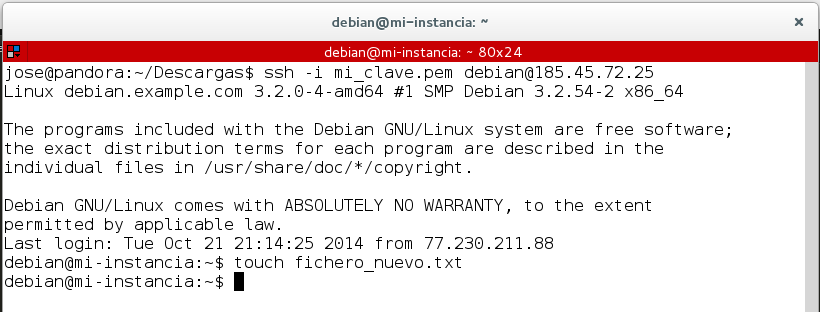 debian@mi-instancia: ~
debian@mi-instancia: ~ 80x24
jose@pandora:~/Descargas$ ssh -i mi_clave.pem debian@185.45.72.25
Linux debian.example.com 3.2.0-4-amd64 #1 SMP Debian 3.2.54-2 x86_64

The programs included with the Debian GNU/Linux system are free software;
the exact distribution terms for each program are described in the
individual files in /usr/share/doc/*/copyright.

Debian GNU/Linux comes with ABSOLUTELY NO WARRANTY, to the extent
permitted by applicable law.
Last login: Tue Oct 21 21:14:25 2014 from 77.230.211.88
debian@mi-instancia:~$ touch fichero_nuevo.txt
debian@mi-instancia:~$